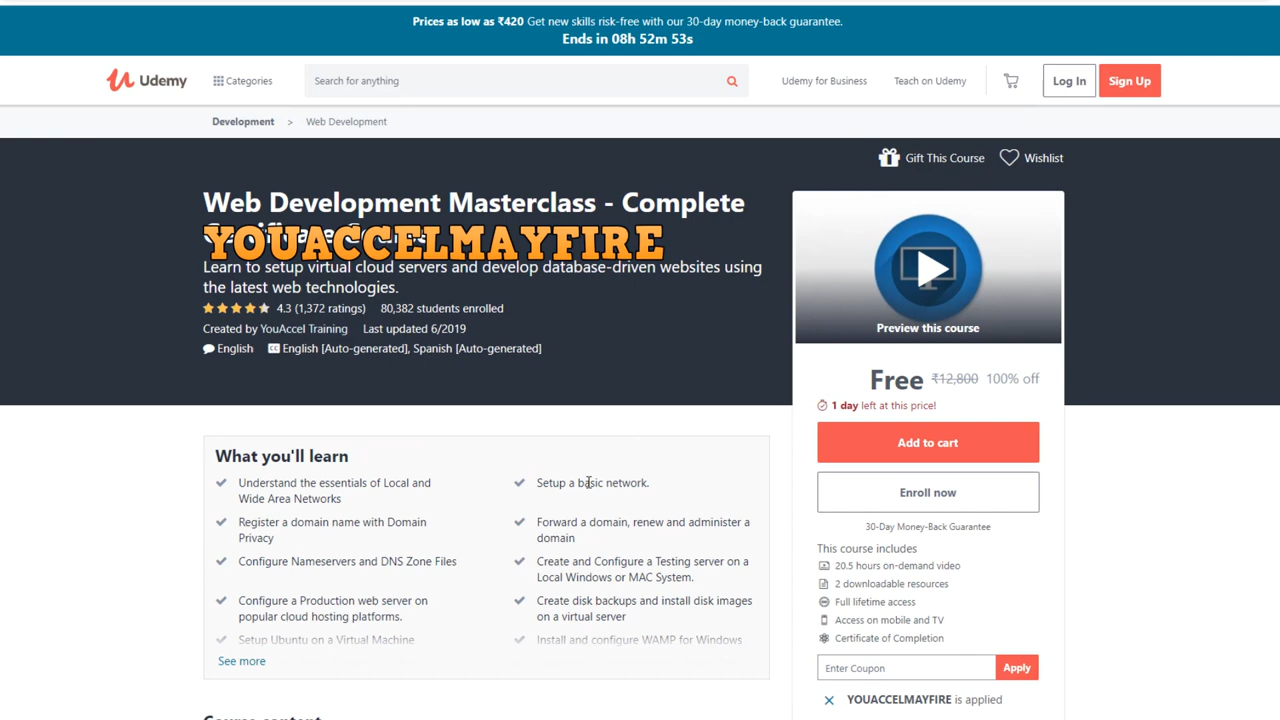 Prices as low as ₹420 Get new skills risk-free with our 30-day money-back guarantee.
Ends in 08h 52m 53s
Udemy
Categories
Search for anything
Udemy for Business
Teach on Udemy
Log In
Sign Up
Development > Web Development
Gift This Course
Wishlist
Web Development Masterclass - Complete
YOUACCELMAYFIRE
Learn to setup virtual cloud servers and develop database-driven websites using
the latest web technologies.
4.3 (1,372 ratings) 80,382 students enrolled
Created by YouAccel Training Last updated 6/2019
English English [Auto-generated], Spanish [Auto-generated]
Preview this course
Free ₹12,800 100% off
1 day left at this price!
Add to cart
Enroll now
30-Day Money-Back Guarantee
This course includes
20.5 hours on-demand video
2 downloadable resources
Full lifetime access
Access on mobile and TV
Certificate of Completion
Enter Coupon
Apply
YOUACCELMAYFIRE is applied
What you'll learn
Understand the essentials of Local and
Wide Area Networks
Setup a basic network.
Register a domain name with Domain
Privacy
Forward a domain, renew and administer a
domain
Configure Nameservers and DNS Zone Files
Create and Configure a Testing server on a
Local Windows or MAC System.
Configure a Production web server on
popular cloud hosting platforms.
Create disk backups and install disk images
on a virtual server
Setup Ubuntu on a Virtual Machine
Install and configure WAMP for Windows
See more
Course content